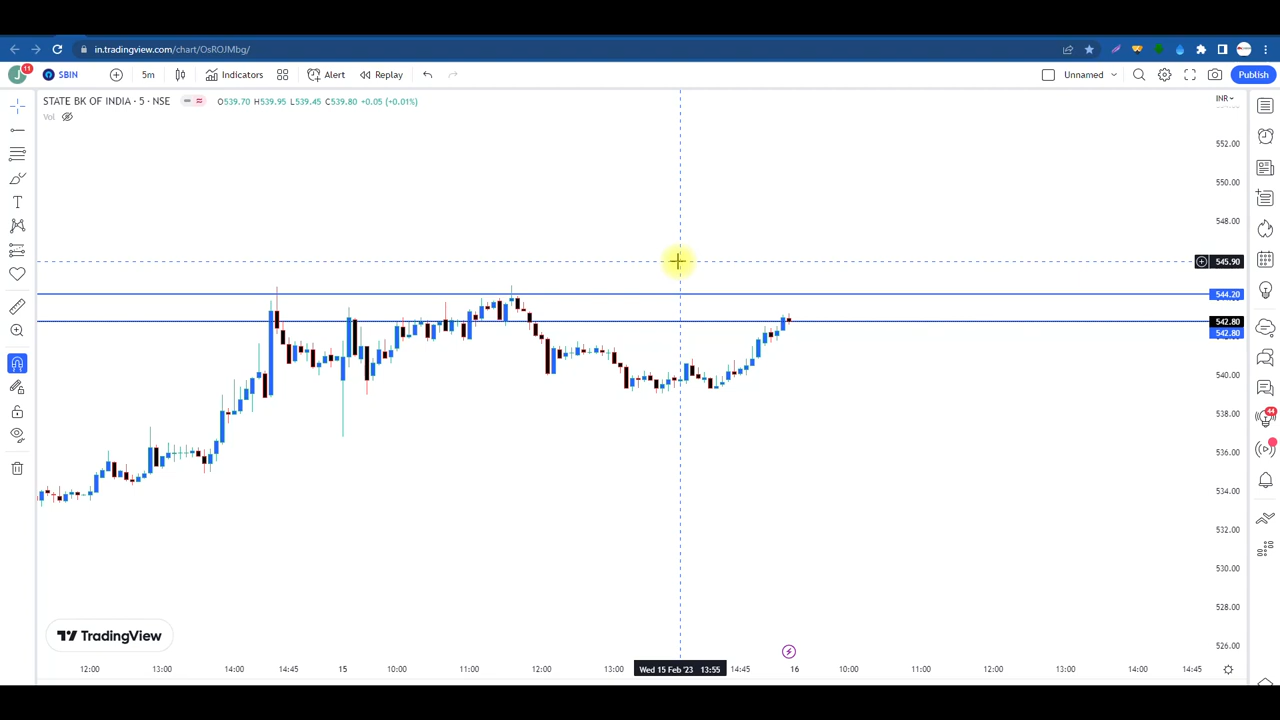 in.tradingview.com/chart/OsROJMbg/
J 11 SBIN 5m Indicators Alert Replay Unnamed Publish
STATE BK OF INDIA · 5 · NSE O539.70 H539.95 L539.45 C539.80 +0.05 (+0.01%)
INR
Vol
552.00
550.00
548.00
545.90
544.20
542.80
542.80
540.00
538.00
44
536.00
534.00
532.00
530.00
528.00
TradingView
526.00
12:00 13:00 14:00 14:45 15 10:00 11:00 12:00 13:00 Wed 15 Feb '23 13:55 14:45 16 10:00 11:00 12:00 13:00 14:00 14:45